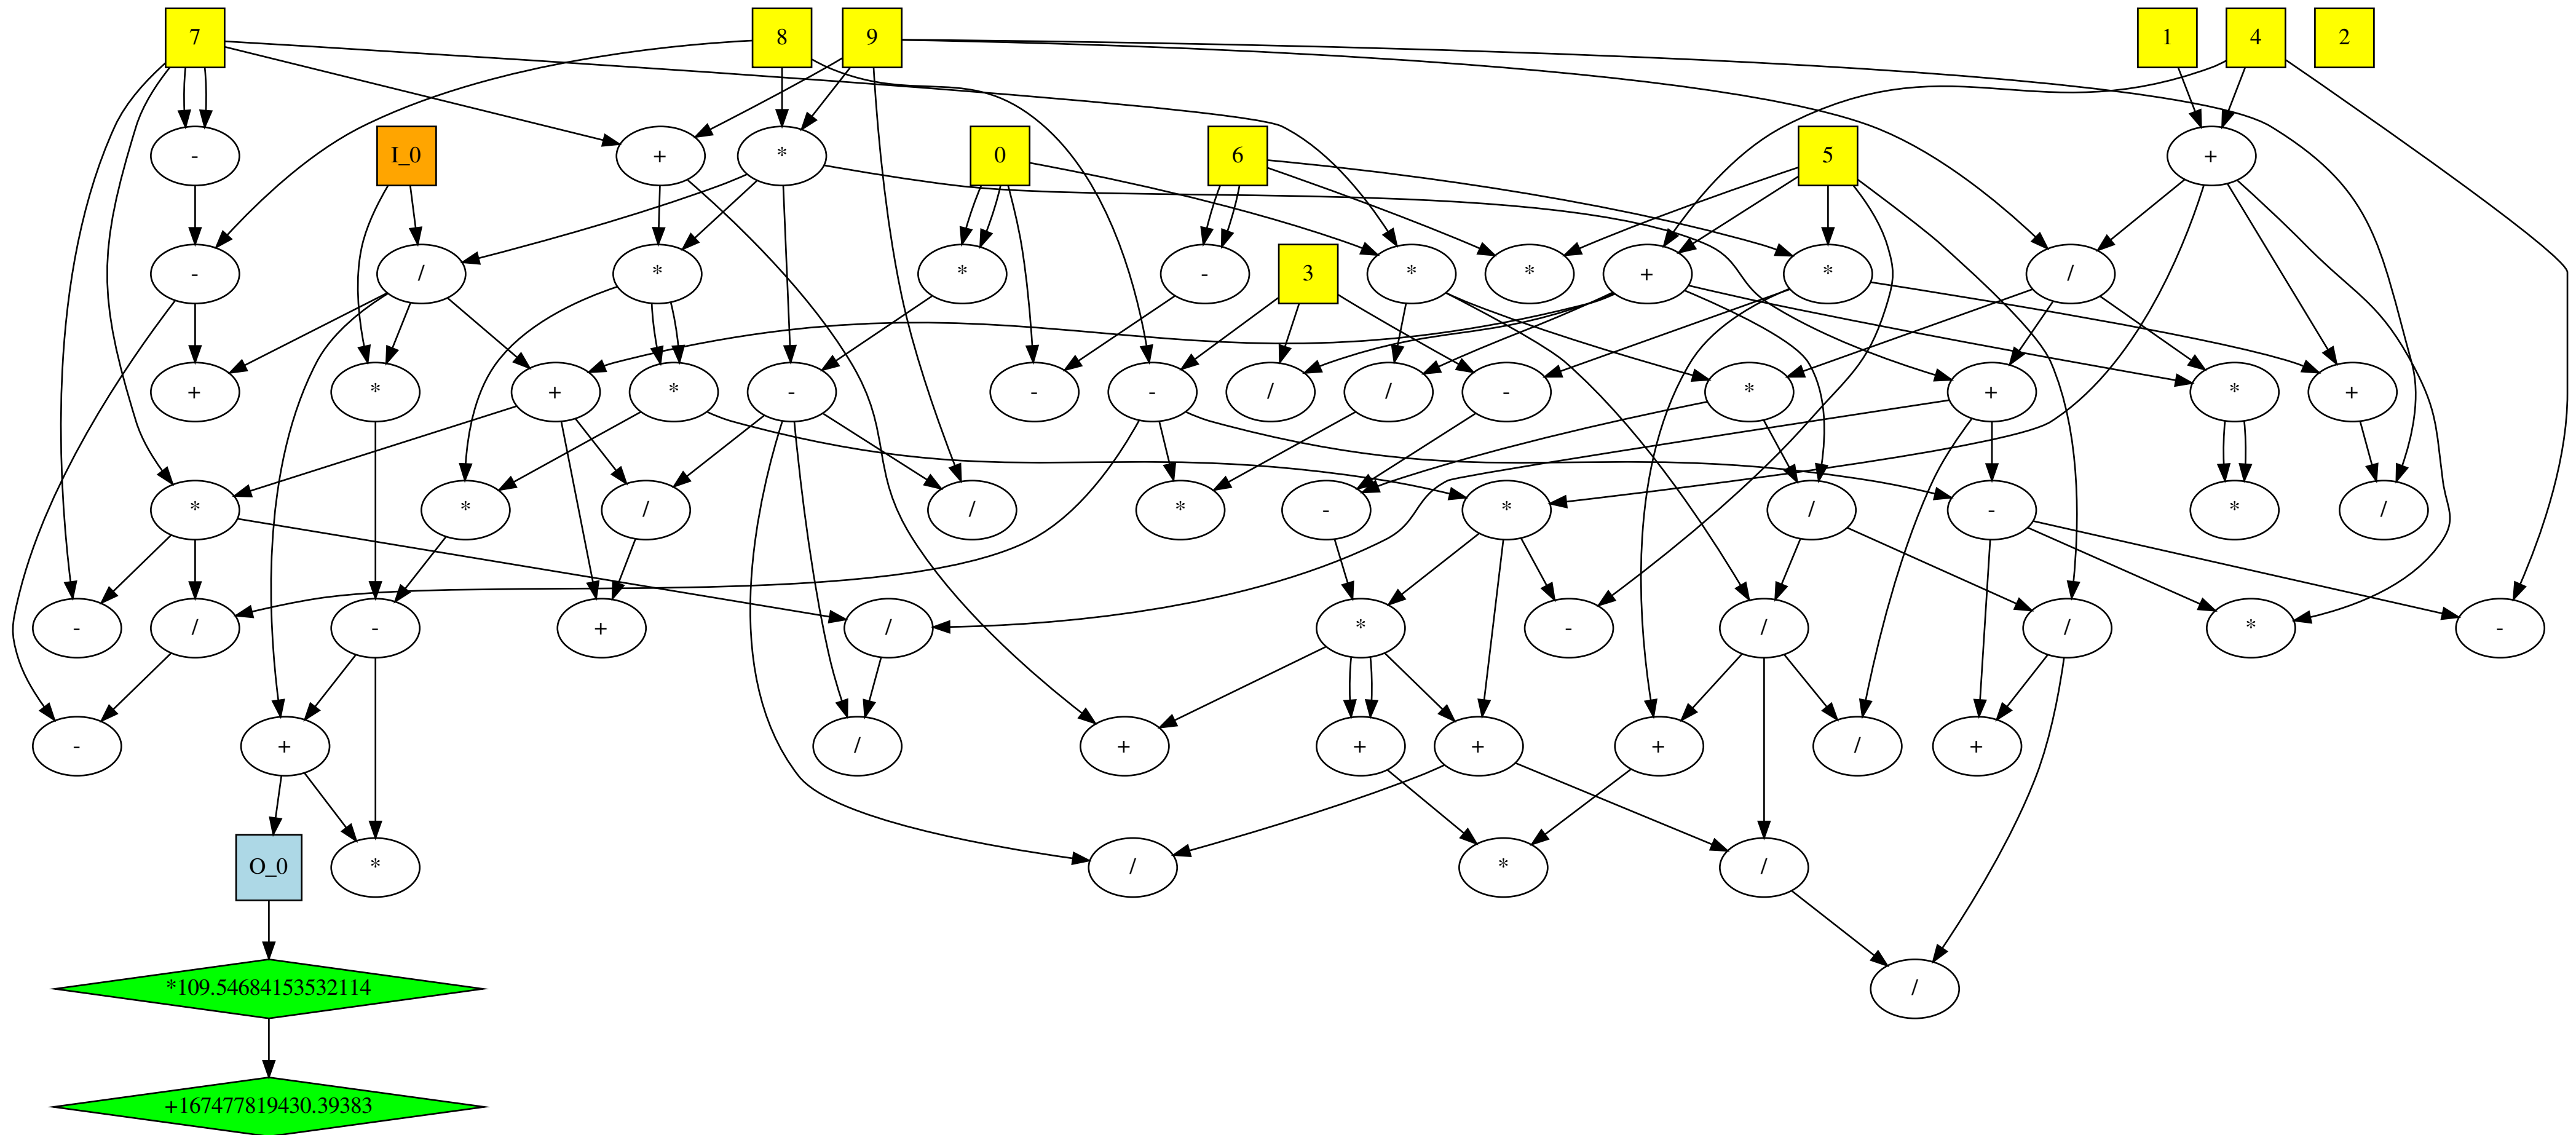 7 8 9 1 4 2
- I_0 + * 0 6 5 +
- / * * - 3 * * + * /
+ * + * - - - / / - * + * +
* * / / * - * / - * /
- / - + / * - / / * -
- + / + + + + / +
O_0 * / * /
*109.54684153532114 /
+167477819430.39383